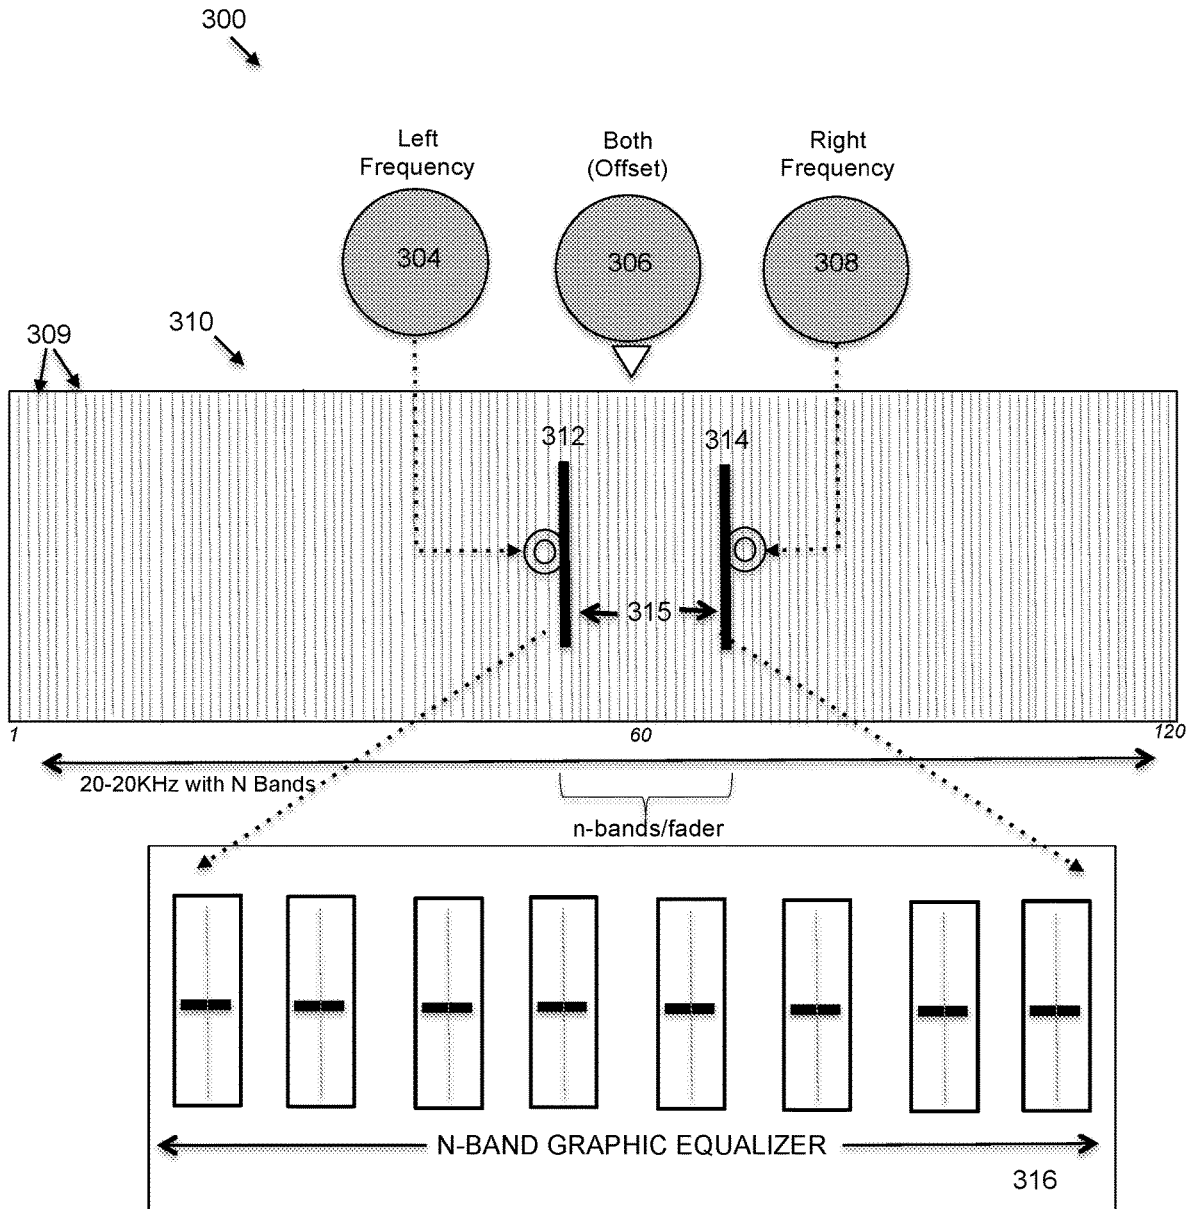 300
Left
Frequency
Both
(Offset)
Right
Frequency
304
306
308
309
310
312
314
315
1
60
120
20-20KHz with N Bands
n-bands/fader
N-BAND GRAPHIC EQUALIZER
316